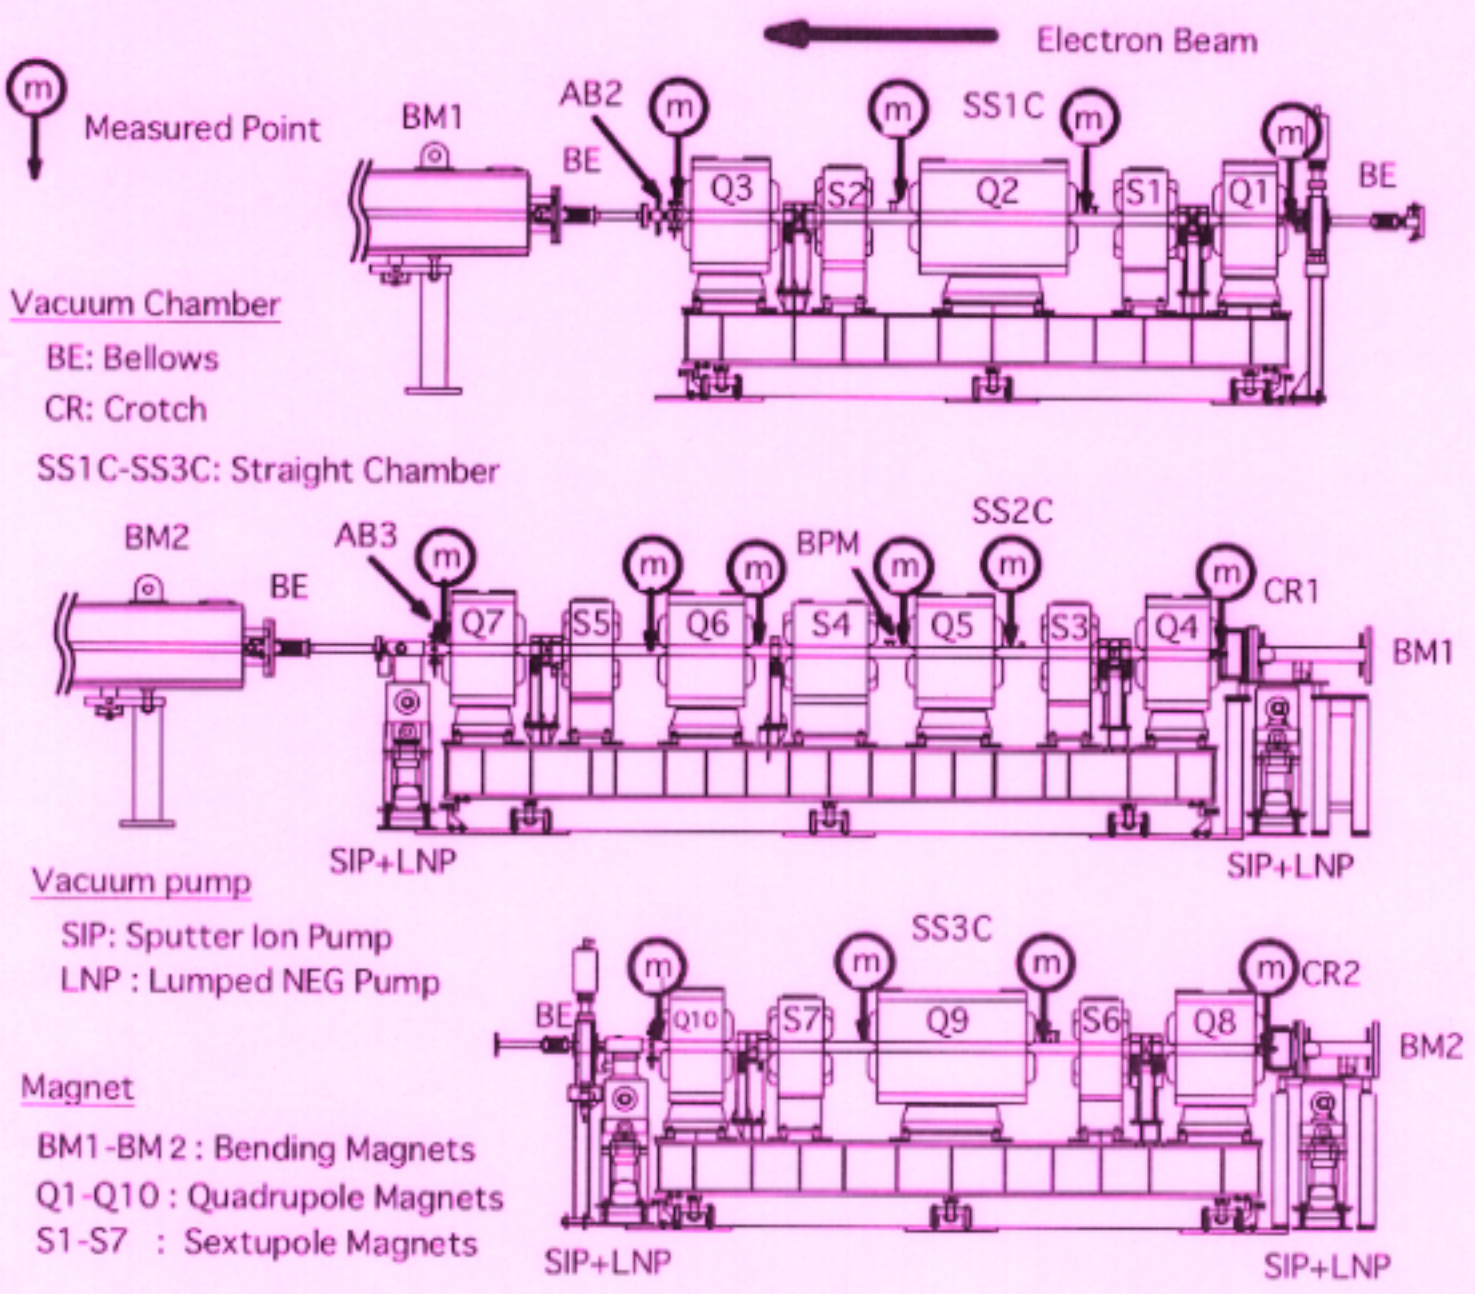 Electron Beam
m
Measured Point
BM1
BE
AB2
m
m
SS1C
m
m
BE
Q3
S2
Q2
S1
Q1
Vacuum Chamber
BE: Bellows
CR: Crotch
SS1C-SS3C: Straight Chamber
BM2
BE
AB3
m
m
m
BPM
m
SS2C
m
m
CR1
BM1
Q7
S5
Q6
S4
Q5
S3
Q4
SIP+LNP
SIP+LNP
Vacuum pump
SIP: Sputter Ion Pump
LNP : Lumped NEG Pump
BE
m
m
SS3C
m
m
CR2
BM2
Q10
S7
Q9
S6
Q8
Magnet
BM1-BM2 : Bending Magnets
Q1-Q10 : Quadrupole Magnets
S1-S7 : Sextupole Magnets
SIP+LNP
SIP+LNP